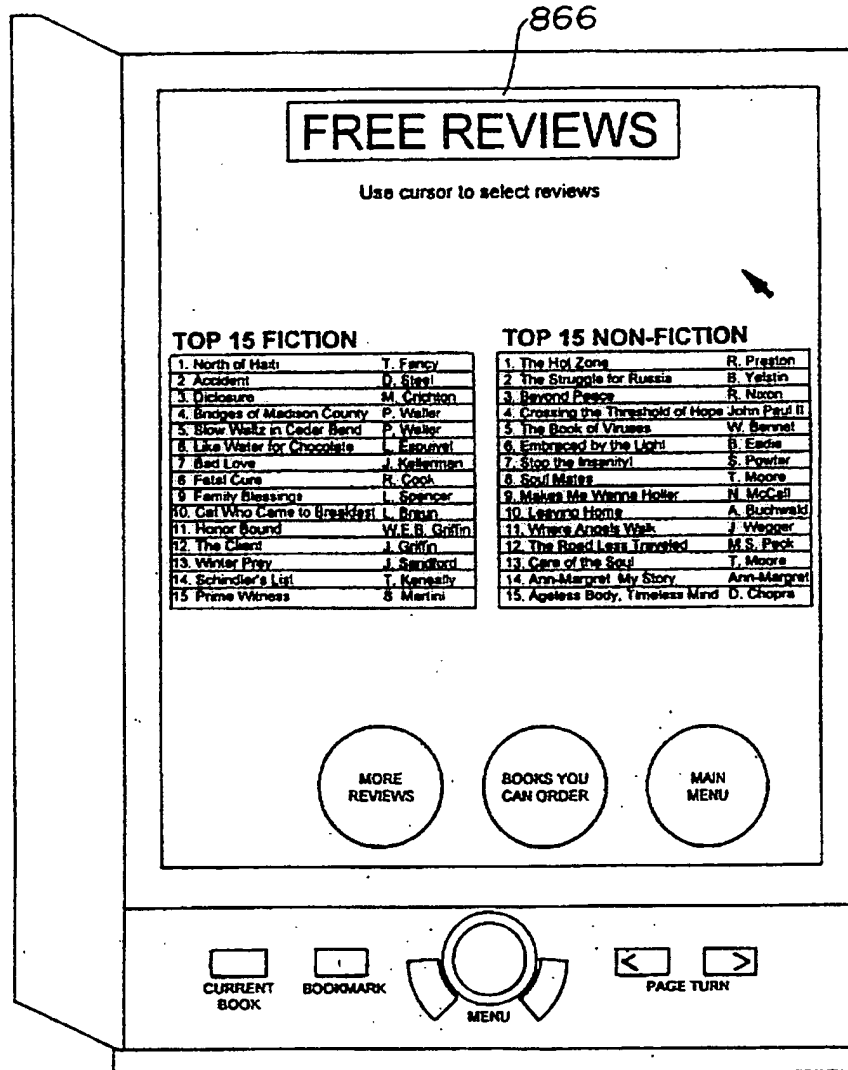 866
FREE REVIEWS
Use cursor to select reviews
TOP 15 FICTION
1. North of Haiti T. Fancy
2 Accident D. Steel
3. Diclosure M. Crichton
4. Bridges of Madison County P. Waller
5. Slow Waltz in Cedar Bend P. Waller
6. Like Water for Chocolate L. Esquivel
7. Bad Love J. Kellerman
8 Fatal Cure R. Cook
9 Family Blessings L. Spencer
10. Cat Who Came to Breakfast L. Braun
11. Honor Bound W.E.B. Griffin
12. The Client J. Griffin
13. Winter Prey J. Sandford
14. Schindler's List T. Keneally
15 Prime Witness S Martini
TOP 15 NON-FICTION
1. The Hot Zone R. Preston
2 The Struggle for Russia B. Yelstin
3. Beyond Peace R. Nixon
4. Crossing the Threshold of Hope John Paul II
5. The Book of Viruses W. Bennet
6. Embraced by the Light B. Eadie
7. Stop the Insanity! S. Powter
8. Soul Mates T. Moore
9. Makes Me Wanna Holler N. McCall
10. Leaving Home A. Buchwald
11. Where Angels Walk J. Wegger
12. The Road Less Traveled M.S. Peck
13. Care of the Soul T. Moore
14. Ann-Margret My Story Ann-Margret
15. Ageless Body, Timeless Mind D. Chopra
MORE
REVIEWS
BOOKS YOU
CAN ORDER
MAIN
MENU
CURRENT
BOOK
BOOKMARK
MENU
< >
PAGE TURN